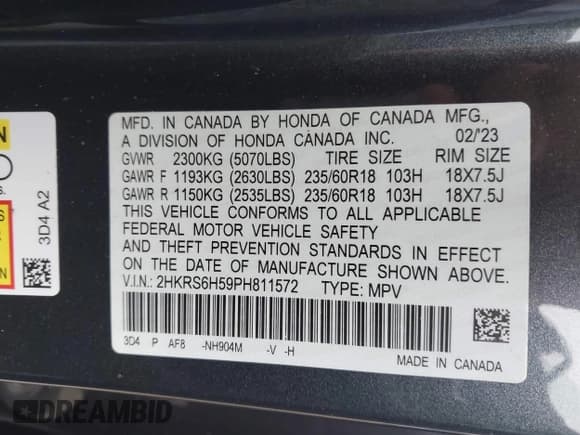 MFD. IN CANADA BY HONDA OF CANADA MFG.,
A DIVISION OF HONDA CANADA INC. 02/'23
GVWR 2300KG (5070LBS) TIRE SIZE RIM SIZE
GAWR F 1193KG (2630LBS) 235/60R18 103H 18X7.5J
GAWR R 1150KG (2535LBS) 235/60R18 103H 18X7.5J
THIS VEHICLE CONFORMS TO ALL APPLICABLE
FEDERAL MOTOR VEHICLE SAFETY
AND THEFT PREVENTION STANDARDS IN EFFECT
ON THE DATE OF MANUFACTURE SHOWN ABOVE.
V.I.N.: 2HKRS6H59PH811572 TYPE: MPV
3D4 P AF8 -NH904M -V -H
MADE IN CANADA
3D4 A2
N
s.
S
R
N
DREAMBID